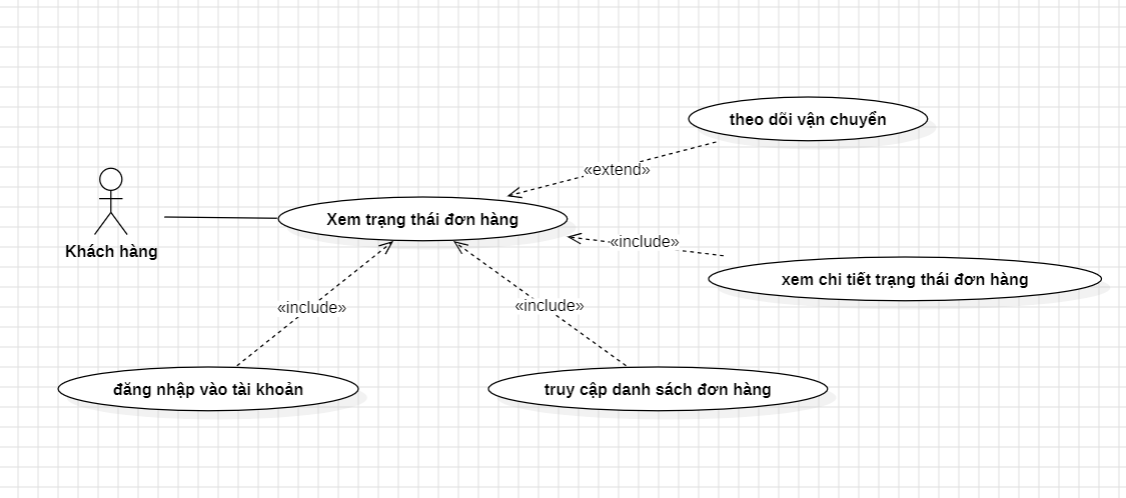 theo dõi vận chuyển
«extend»
Xem trạng thái đơn hàng
«include»
Khách hàng
xem chi tiết trạng thái đơn hàng
«include»
«include»
đăng nhập vào tài khoản
truy cập danh sách đơn hàng